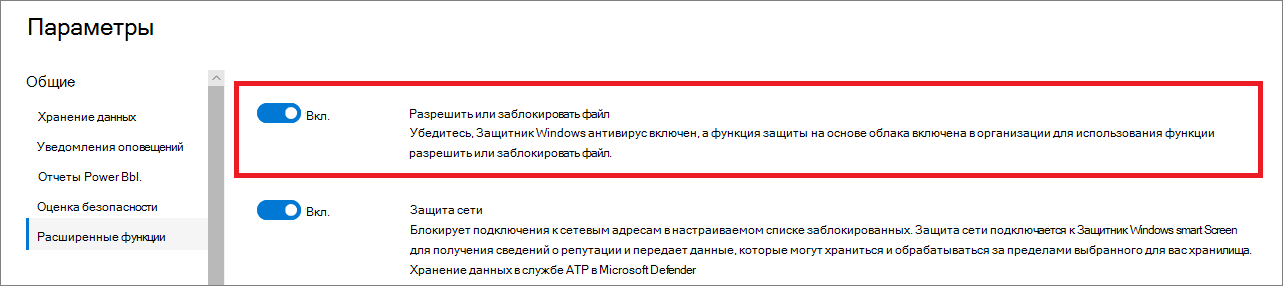 Параметры
Общие
Хранение данных
Уведомления оповещений
Отчеты Power BbI.
Оценка безопасности
Расширенные функции
Вкл.
Разрешить или заблокировать файл
Убедитесь, Защитник Windows антивирус включен, а функция защиты на основе облака включена в организации для использования функции
разрешить или заблокировать файл.
Вкл.
Защита сети
Блокирует подключения к сетевым адресам в настраиваемом списке заблокированных. Защита сети подключается к Защитник Windows smart Screen
для получения сведений о репутации и передает данные, которые могут храниться и обрабатываться за пределами выбранного для вас хранилища.
Хранение данных в службе ATP в Microsoft Defender